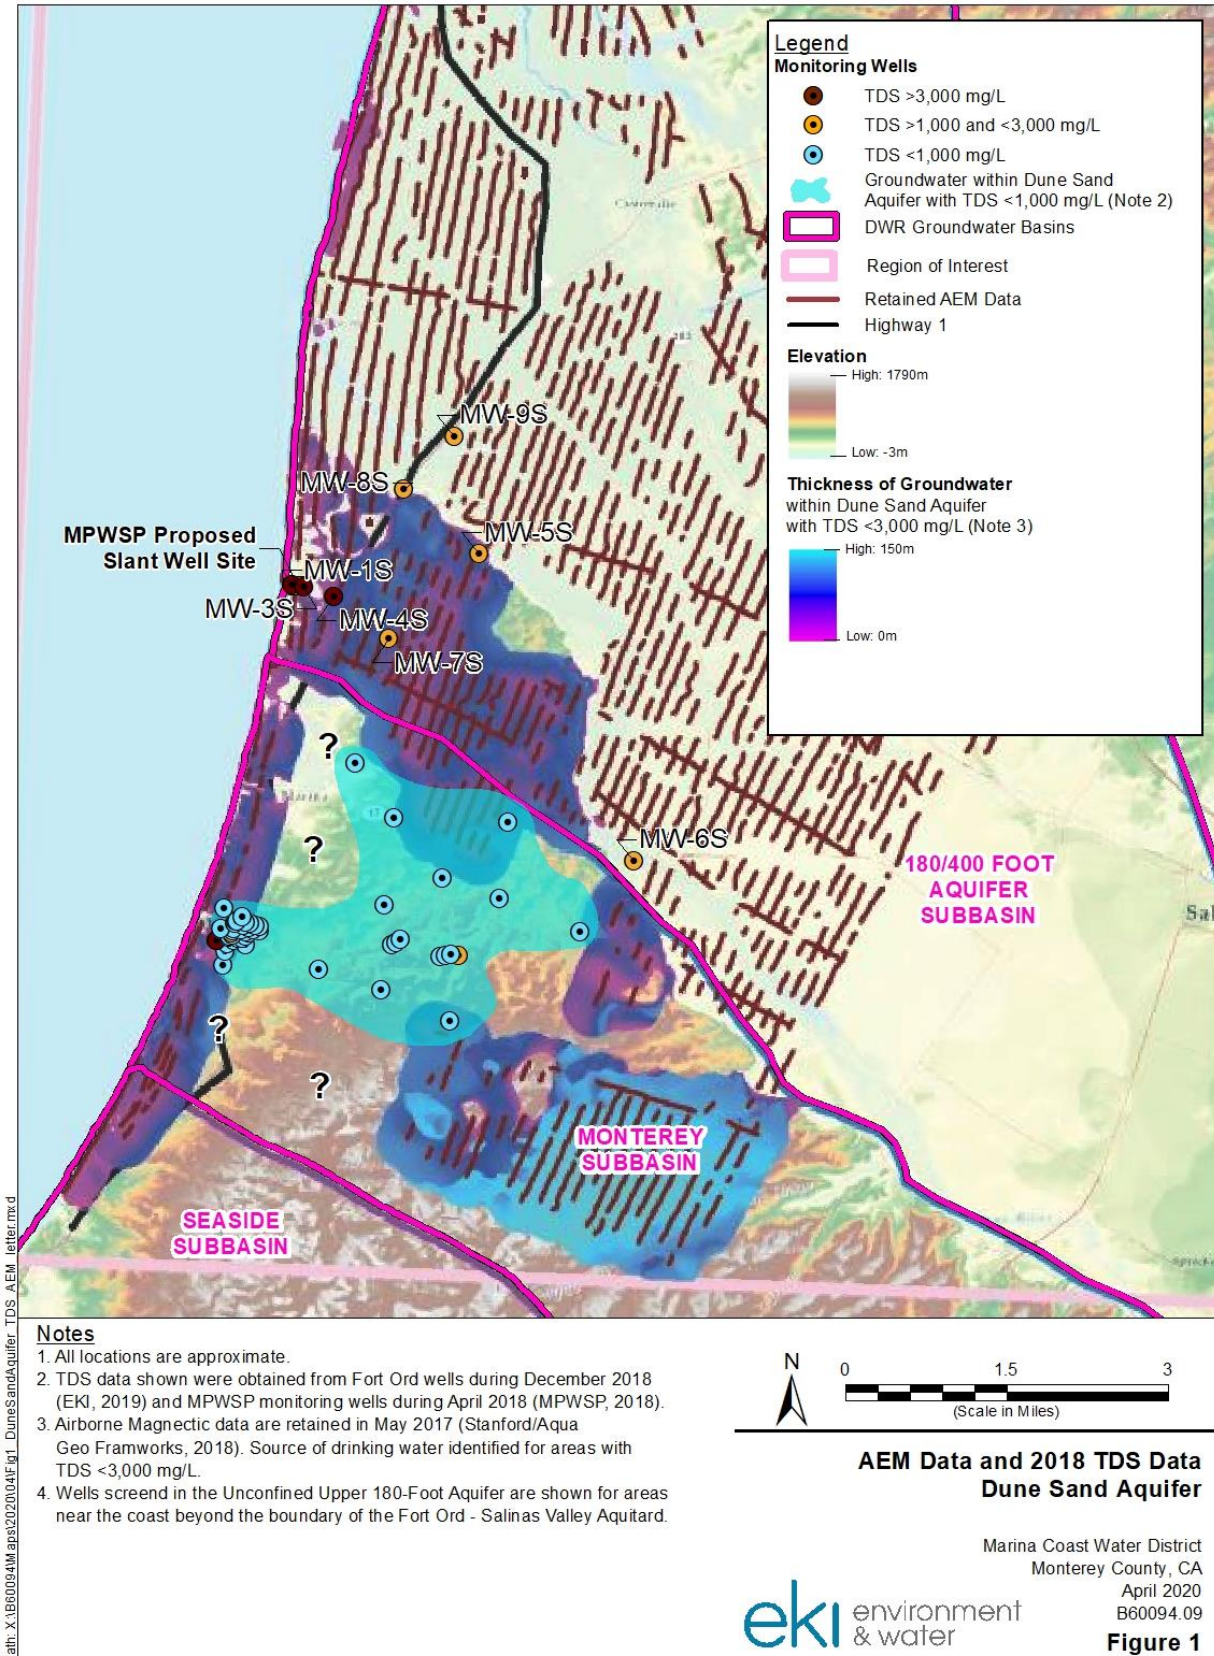 Legend
Monitoring Wells
TDS >3,000 mg/L
TDS >1,000 and <3,000 mg/L
TDS <1,000 mg/L
Groundwater within Dune Sand
Aquifer with TDS <1,000 mg/L (Note 2)
DWR Groundwater Basins
Region of Interest
Retained AEM Data
Highway 1
Elevation
High: 1790m
Low: -3m
Thickness of Groundwater
within Dune Sand Aquifer
with TDS <3,000 mg/L (Note 3)
High: 150m
Low: 0m
Castroville
183
MW-9S
MW-8S
MW-5S
MPWSP Proposed
Slant Well Site
MW-1S
MW-3S
MW-4S
MW-7S
?
Marina
?
MW-6S
180/400 FOOT
AQUIFER
SUBBASIN
Sal
?
?
MONTEREY
SUBBASIN
SEASIDE
SUBBASIN
Notes
1. All locations are approximate.
2. TDS data shown were obtained from Fort Ord wells during December 2018
(EKI, 2019) and MPWSP monitoring wells during April 2018 (MPWSP, 2018).
3. Airborne Magnectic data are retained in May 2017 (Stanford/Aqua
Geo Framworks, 2018). Source of drinking water identified for areas with
TDS <3,000 mg/L.
4. Wells screend in the Unconfined Upper 180-Foot Aquifer are shown for areas
near the coast beyond the boundary of the Fort Ord - Salinas Valley Aquitard.
N
0 1.5 3
(Scale in Miles)
AEM Data and 2018 TDS Data
Dune Sand Aquifer
Marina Coast Water District
Monterey County, CA
April 2020
B60094.09
Figure 1
eki environment
& water
ath: X:\B60094\Maps\2020\04\Fig1_DuneSandAquifer_TDS_AEM_letter.mxd